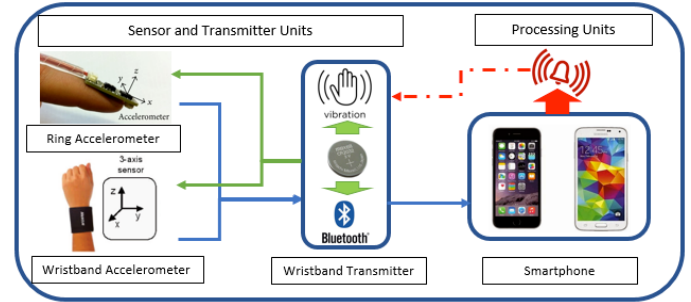 Sensor and Transmitter Units
Processing Units
z
y
x
Accelerometer
Ring Accelerometer
vibration
3-axis
sensor
z
y
x
Bluetooth®
Wristband Accelerometer
Wristband Transmitter
Smartphone